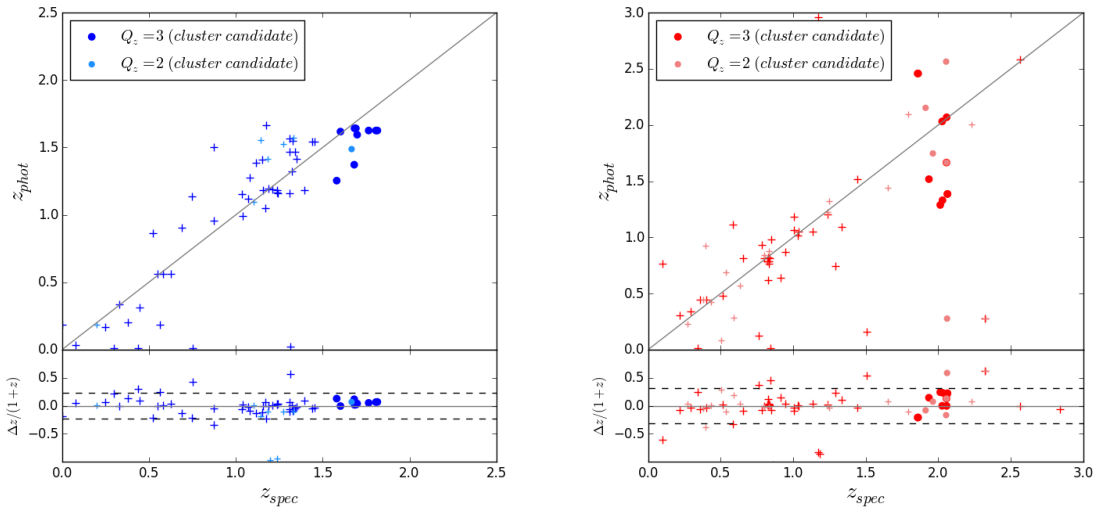 2.5
2.0
1.5
1.0
0.5
0.0
z_phot
Q_z = 3 (cluster candidate)
Q_z = 2 (cluster candidate)
0.5
0.0
−0.5
Δz/(1+z)
0.0 0.5 1.0 1.5 2.0 2.5
z_spec
3.0
2.5
2.0
1.5
1.0
0.5
0.0
z_phot
Q_z = 3 (cluster candidate)
Q_z = 2 (cluster candidate)
0.5
0.0
−0.5
Δz/(1+z)
0.0 0.5 1.0 1.5 2.0 2.5 3.0
z_spec